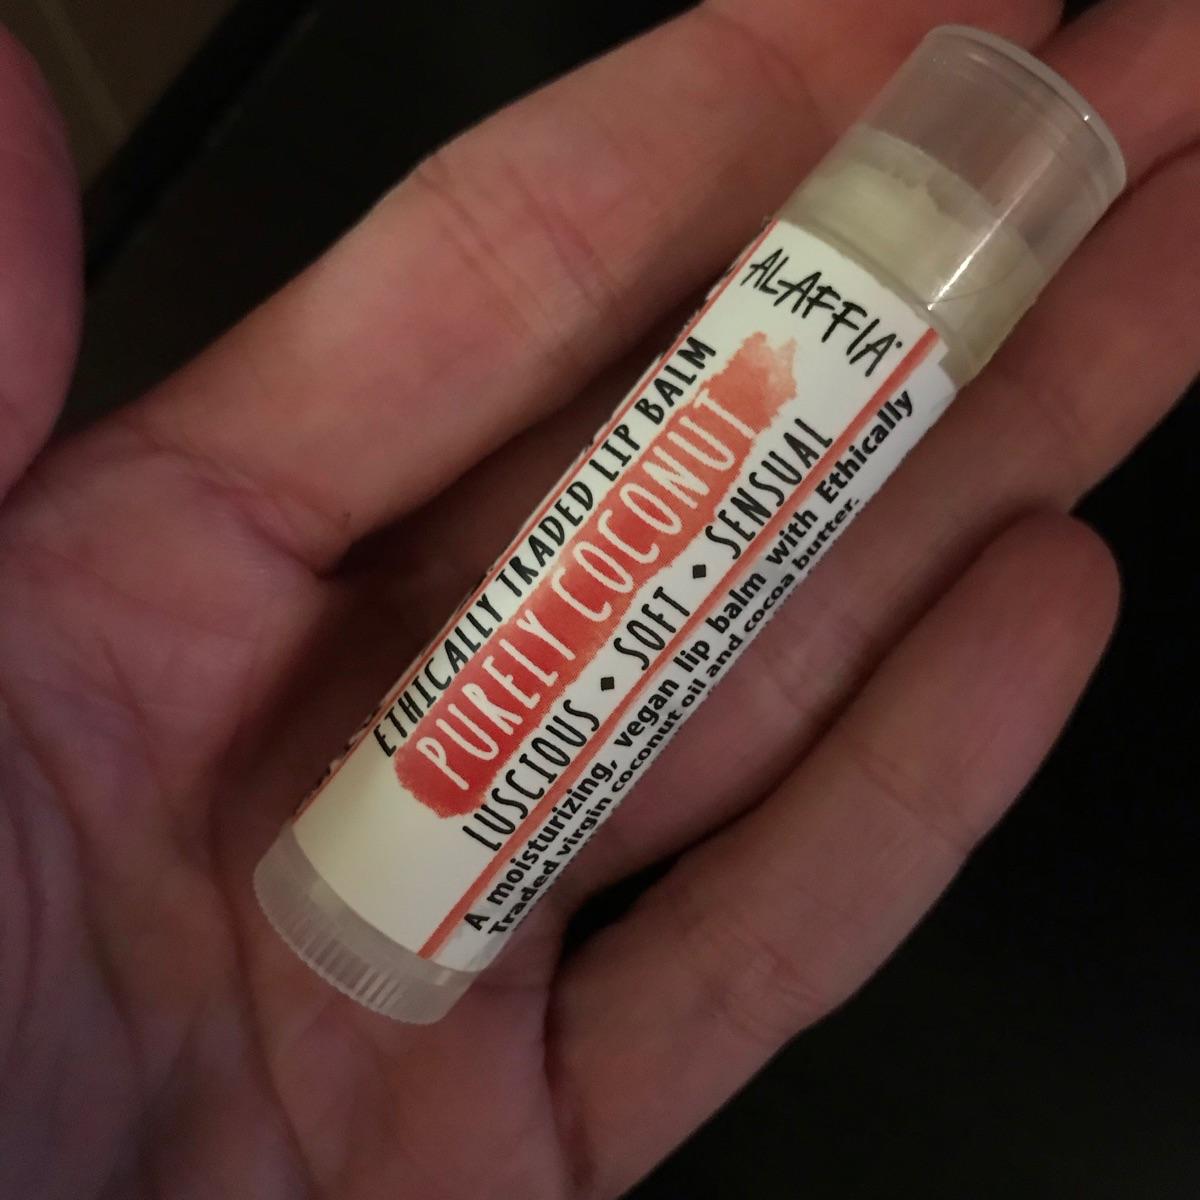 ALAFFIA
ETHICALLY TRADED LIP BALM
PURELY COCONUT
LUSCIOUS ◆ SOFT ◆ SENSUAL
A moisturizing, vegan lip balm with Ethically
Traded virgin coconut oil and cocoa butter.